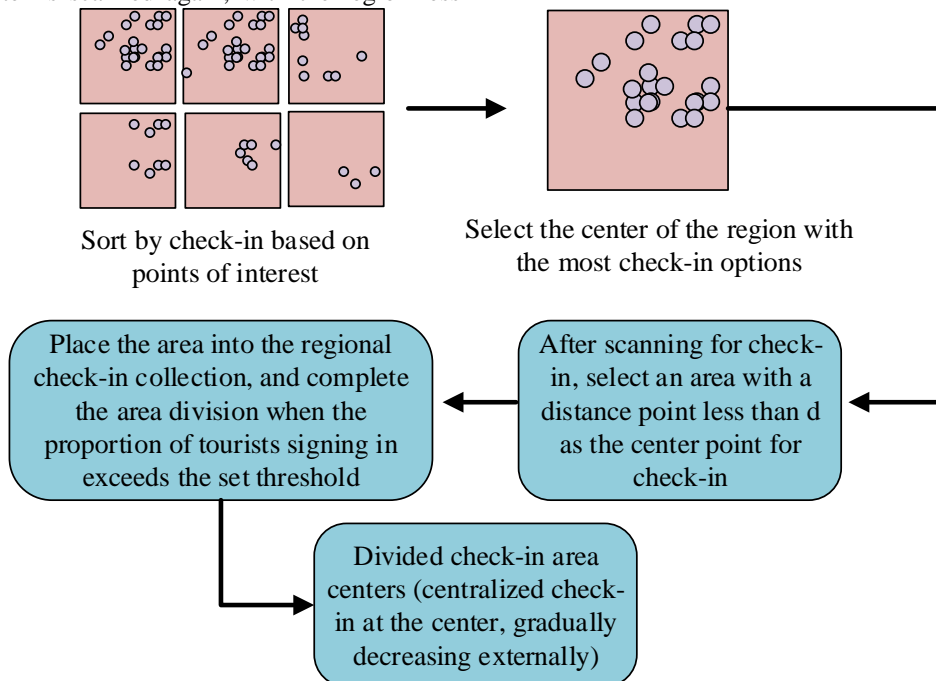 Sort by check-in based on
points of interest
Select the center of the region with
the most check-in options
Place the area into the regional
check-in collection, and complete
the area division when the
proportion of tourists signing in
exceeds the set threshold
After scanning for check-
in, select an area with a
distance point less than d
as the center point for
check-in
Divided check-in area
centers (centralized check-
in at the center, gradually
decreasing externally)